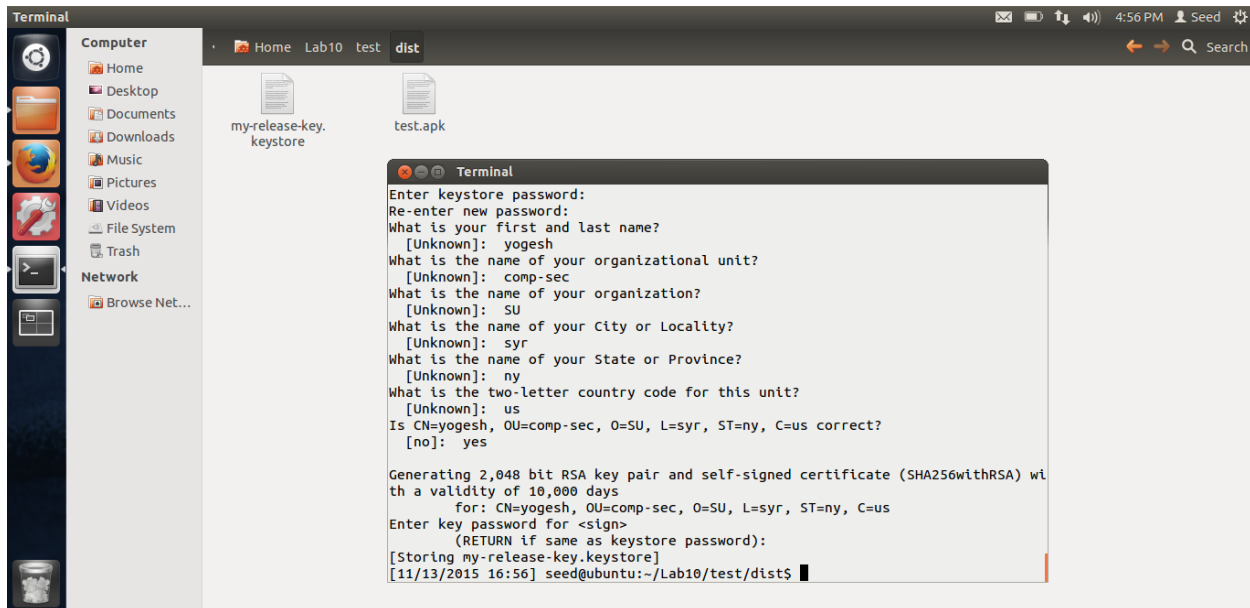 Terminal
4:56 PM Seed
Computer
Home
Desktop
Documents
Downloads
Music
Pictures
Videos
File System
Trash
Network
Browse Net...
Home Lab10 test dist
Search
my-release-key.
keystore
test.apk
Terminal
Enter keystore password:
Re-enter new password:
What is your first and last name?
[Unknown]: yogesh
What is the name of your organizational unit?
[Unknown]: comp-sec
What is the name of your organization?
[Unknown]: SU
What is the name of your City or Locality?
[Unknown]: syr
What is the name of your State or Province?
[Unknown]: ny
What is the two-letter country code for this unit?
[Unknown]: us
Is CN=yogesh, OU=comp-sec, O=SU, L=syr, ST=ny, C=us correct?
[no]: yes
Generating 2,048 bit RSA key pair and self-signed certificate (SHA256withRSA) wi
th a validity of 10,000 days
for: CN=yogesh, OU=comp-sec, O=SU, L=syr, ST=ny, C=us
Enter key password for <sign>
(RETURN if same as keystore password):
[Storing my-release-key.keystore]
[11/13/2015 16:56] seed@ubuntu:~/Lab10/test/dist$